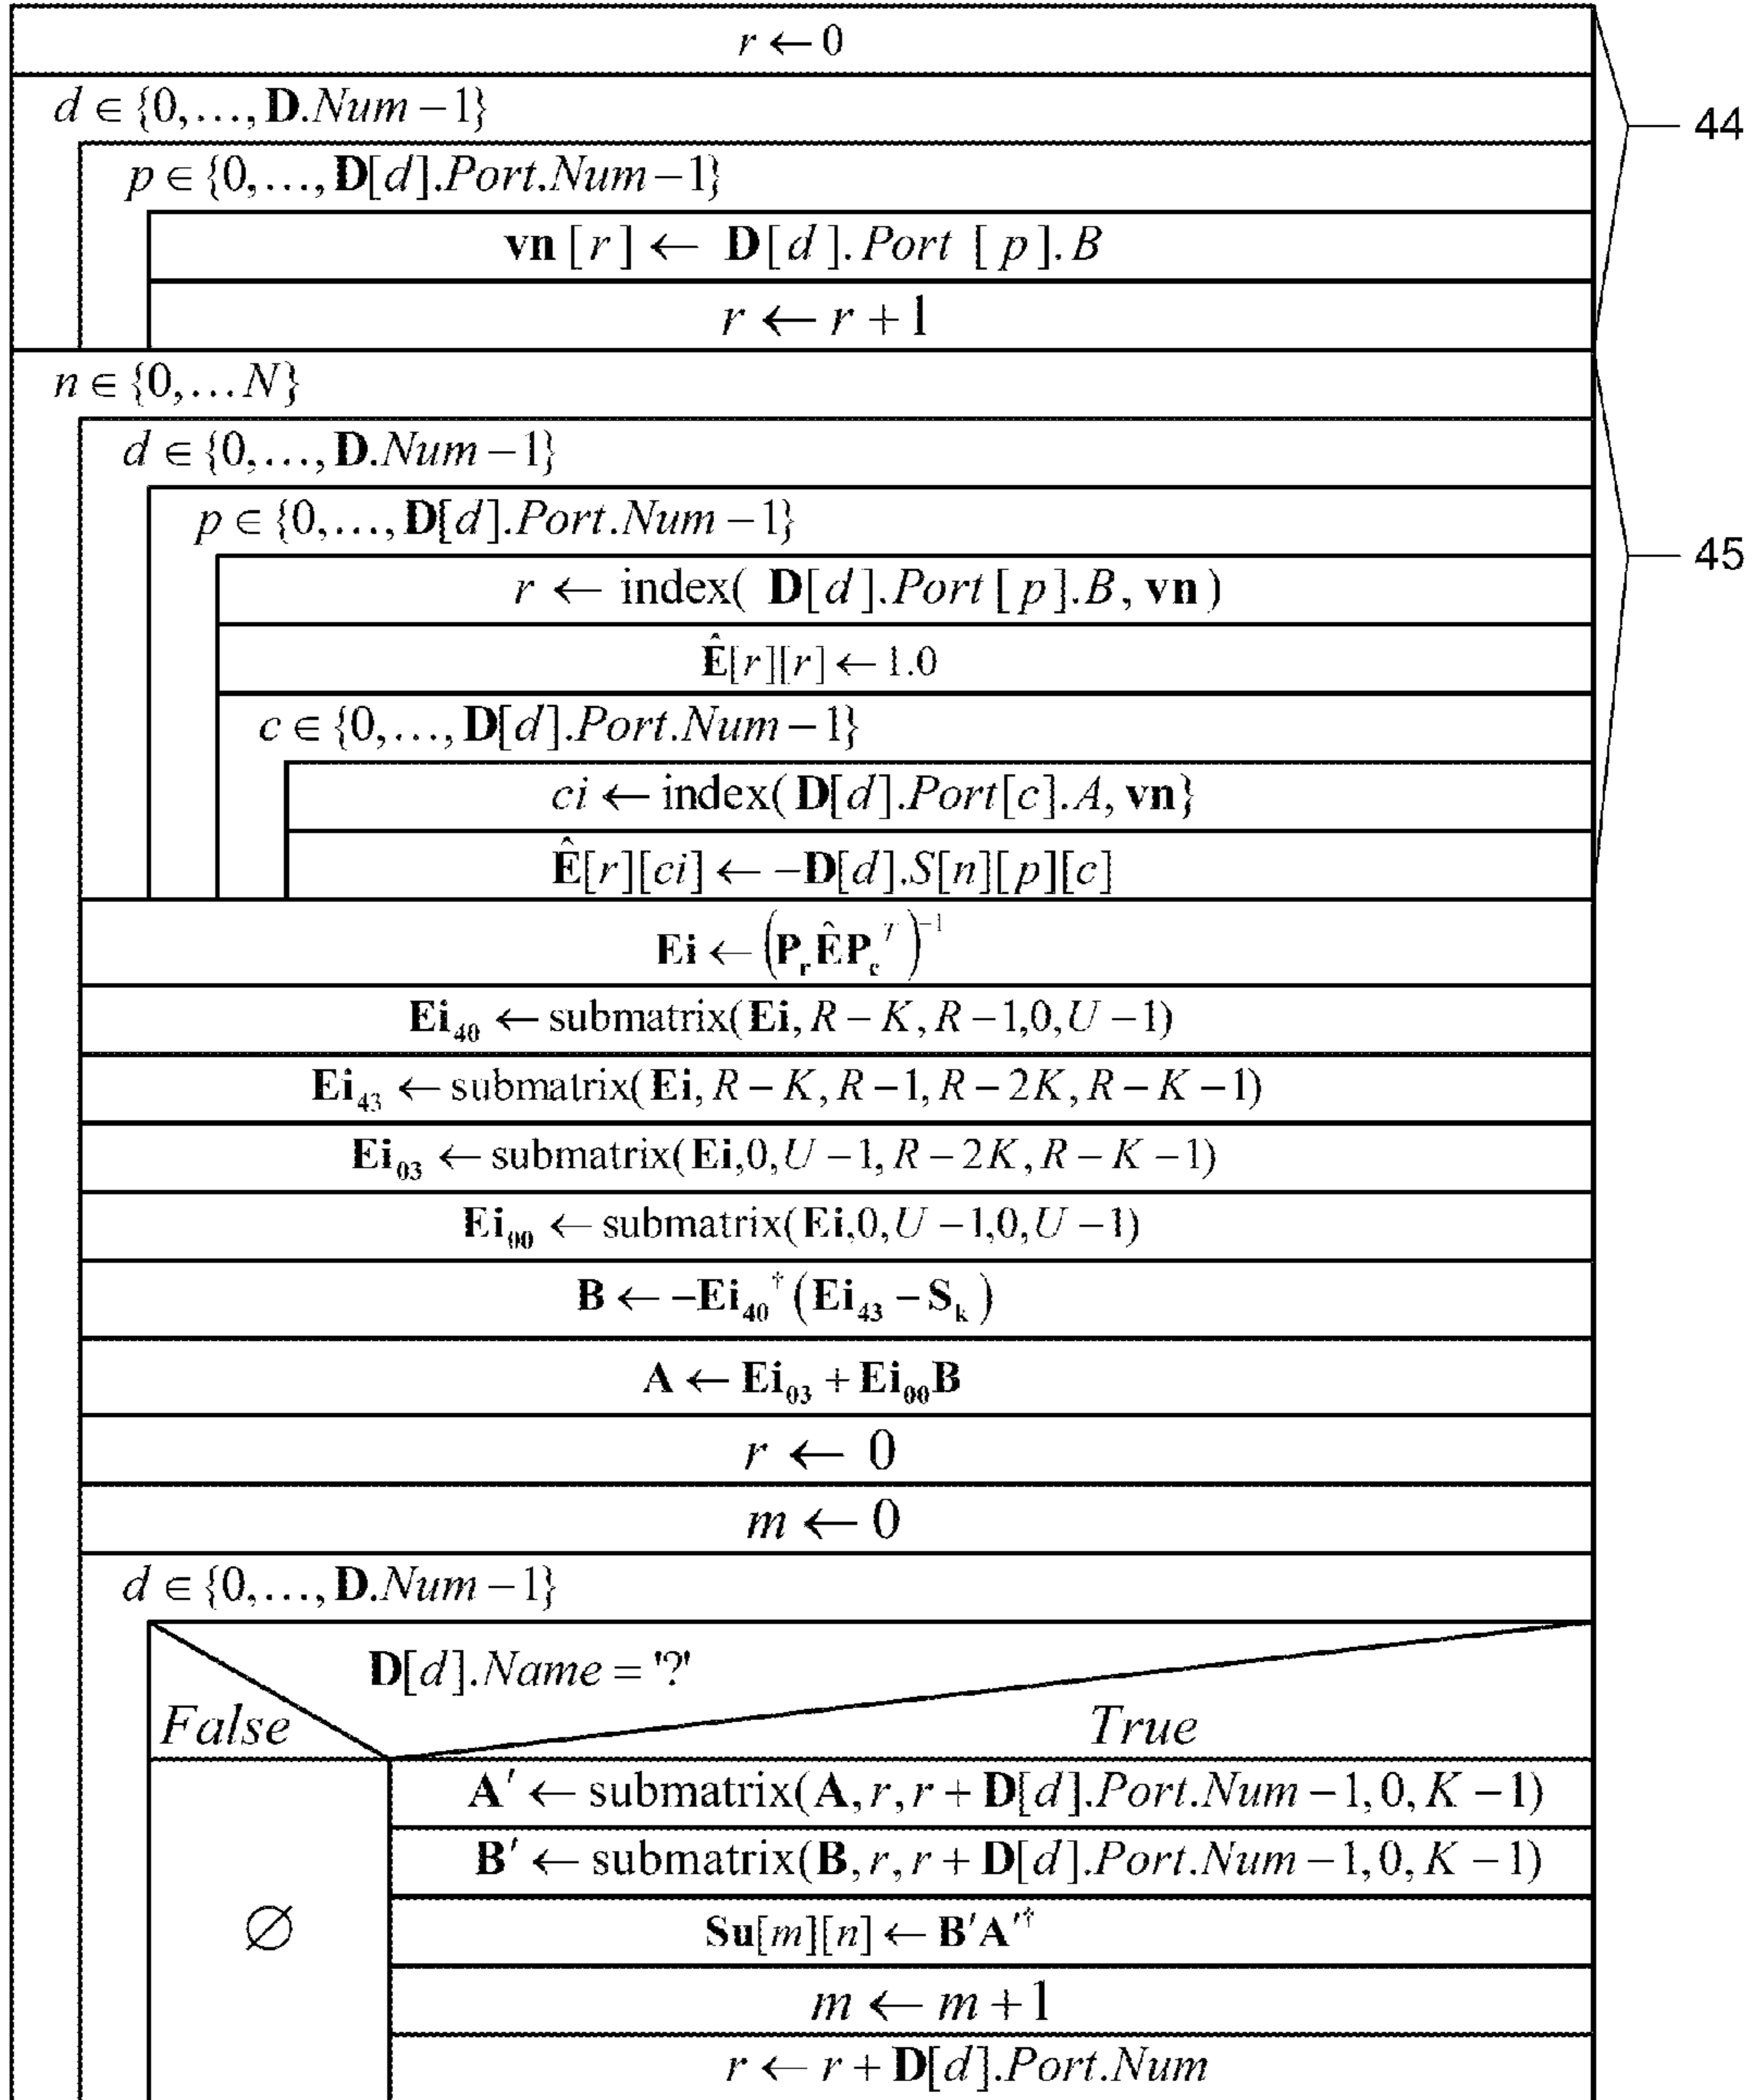 r ← 0
d ∈ {0,…, D.Num − 1}
44
p ∈ {0,…, D[d].Port.Num − 1}
vn [ r ] ← D[ d ]. Port [ p ]. B
r ← r + 1
n ∈ {0,… N}
d ∈ {0,…, D.Num − 1}
p ∈ {0,…, D[d].Port.Num − 1}
45
r ← index( D[ d ].Port [ p ].B , vn )
Ê[r][r] ← 1.0
c ∈ {0,…, D[d].Port.Num − 1}
ci ← index( D[d].Port[c].A, vn}
Ê[r][ci] ← −D[d].S[n][p][c]
Ei ← (P_r Ê P_c^T)^−1
Ei_40 ← submatrix( Ei, R − K, R − 1,0, U − 1)
Ei_43 ← submatrix( Ei, R − K, R − 1, R − 2K, R − K − 1)
Ei_03 ← submatrix( Ei,0, U − 1, R − 2K, R − K − 1)
Ei_00 ← submatrix( Ei,0, U − 1,0, U − 1)
B ← −Ei_40^† (Ei_43 − S_k)
A ← Ei_03 + Ei_00 B
r ← 0
m ← 0
d ∈ {0,…, D.Num − 1}
D[d].Name = '?'
False
True
A′ ← submatrix(A, r, r + D[d].Port.Num − 1, 0, K − 1)
B′ ← submatrix(B, r, r + D[d].Port.Num − 1, 0, K − 1)
∅
Su[m][n] ← B′A′^†
m ← m + 1
r ← r + D[d].Port.Num